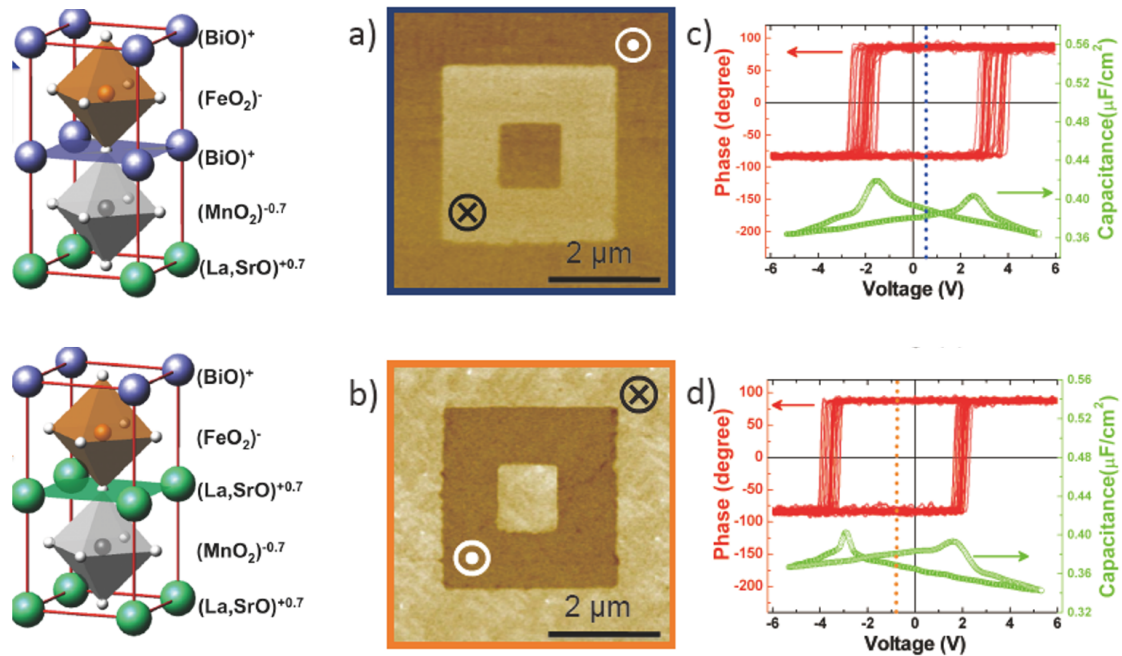 (BiO)+
(FeO2)-
(BiO)+
(MnO2)-0.7
(La,SrO)+0.7
a)
2 μm
c)
100
50
0
-50
-100
-150
-200
Phase (degree)
0.56
0.52
0.48
0.44
0.40
0.36
Capacitance(μF/cm2)
-6 -4 -2 0 2 4 6
Voltage (V)
(BiO)+
(FeO2)-
(La,SrO)+0.7
(MnO2)-0.7
(La,SrO)+0.7
b)
2 μm
d)
100
50
0
-50
-100
-150
-200
Phase (degree)
0.56
0.52
0.48
0.44
0.40
0.36
0.32
Capacitance(μF/cm2)
-6 -4 -2 0 2 4 6
Voltage (V)